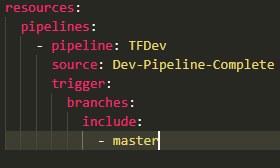 resources:
  pipelines:
    - pipeline: TFDev
      source: Dev-Pipeline-Complete
      trigger:
        branches:
          include:
            - master